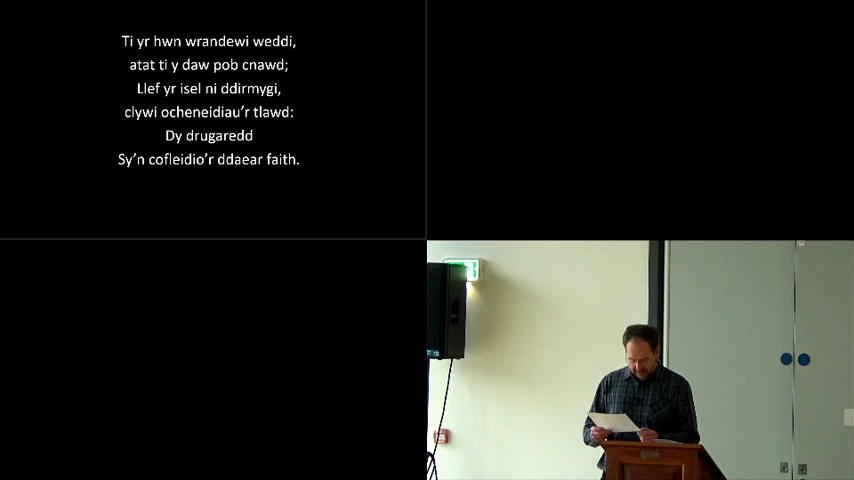 Ti yr hwn wrandewi weddi,
atat ti y daw pob cnawd;
Llef yr isel ni ddirmygi,
clywi ocheneidiau’r tlawd:
Dy drugaredd
Sy’n cofleidio’r ddaear faith.